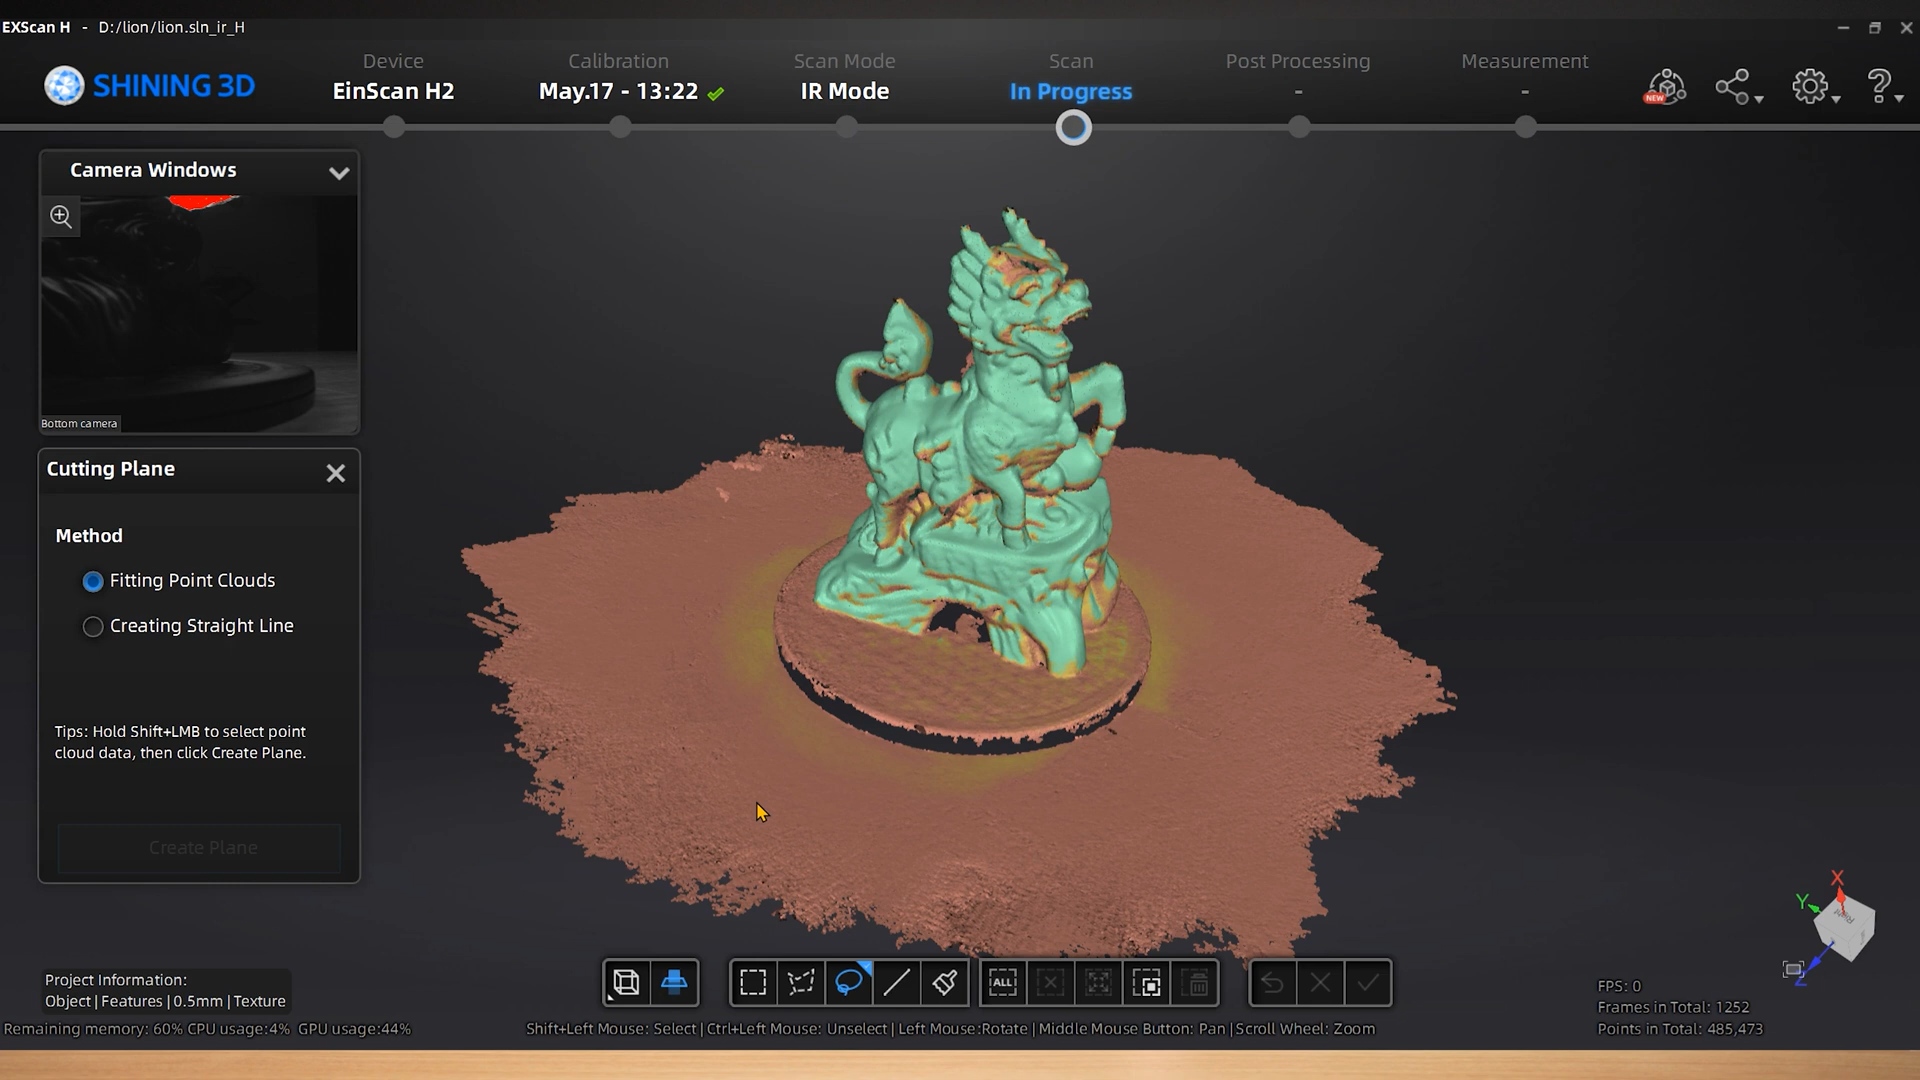 EXScan H - D:/lion/lion.sln_ir_H
SHINING 3D
Device
EinScan H2
Calibration
May.17 - 13:22
Scan Mode
IR Mode
Scan
In Progress
Post Processing
-
Measurement
-
NEW
Camera Windows
Bottom camera
Cutting Plane
Method
Fitting Point Clouds
Creating Straight Line
Tips: Hold Shift+LMB to select point
cloud data, then click Create Plane.
Create Plane
Project Information:
Object|Features|0.5mm|Texture
Remaining memory: 60% CPU usage:4% GPU usage:44%
ALL
Shift+Left Mouse: Select|Ctrl+Left Mouse: Unselect|Left Mouse:Rotate|Middle Mouse Button: Pan|Scroll Wheel: Zoom
X
Y
Z
Right
FPS: 0
Frames in Total: 1252
Points in Total: 485,473